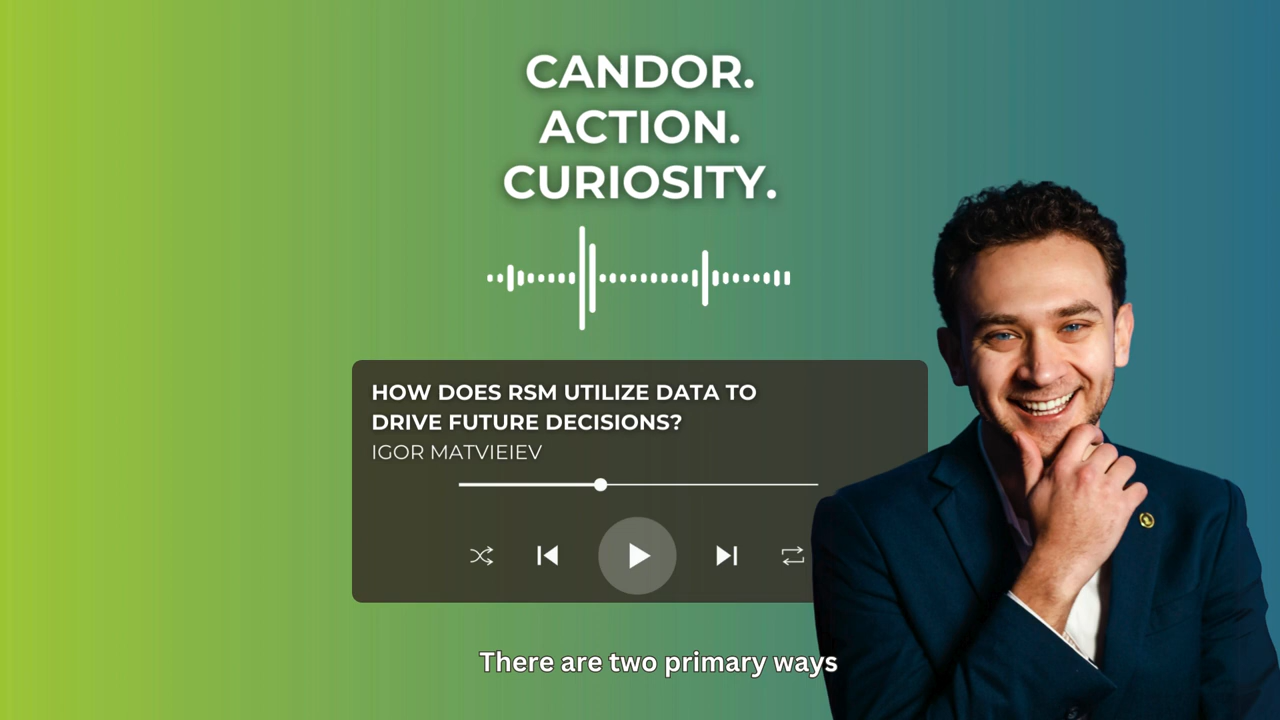 CANDOR.
ACTION.
CURIOSITY.
HOW DOES RSM UTILIZE DATA TO
DRIVE FUTURE DECISIONS?
IGOR MATVIEIEV
There are two primary ways